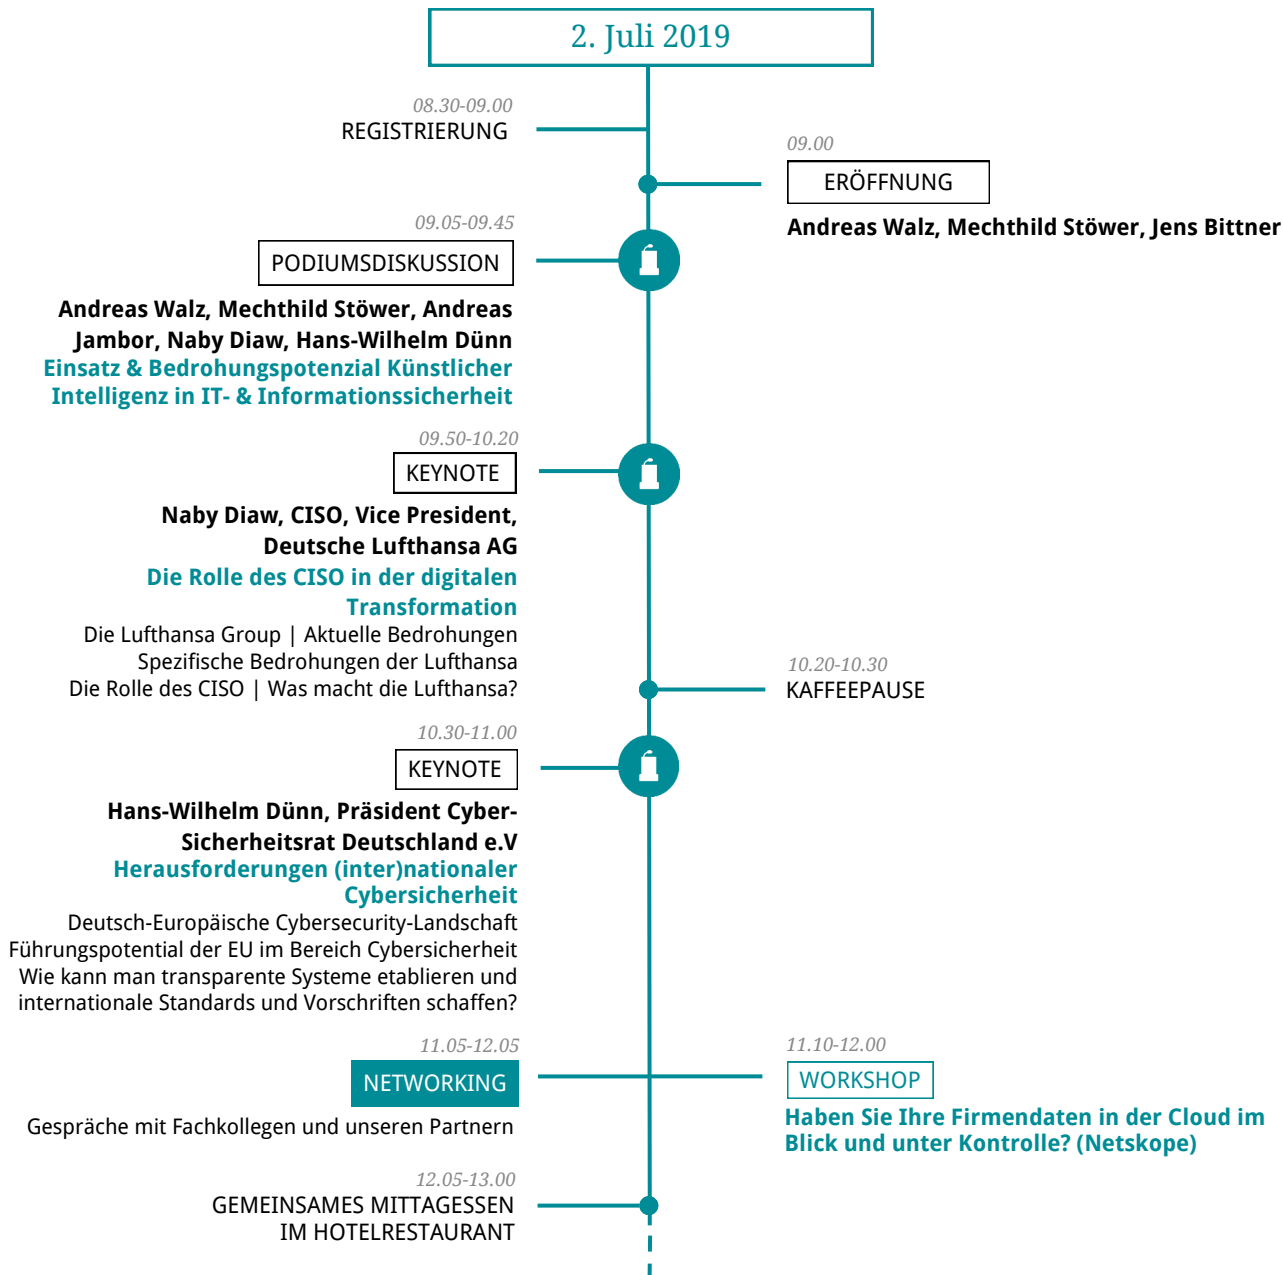 2. Juli 2019
08.30-09.00
REGISTRIERUNG
09.00
ERÖFFNUNG
Andreas Walz, Mechthild Stöwer, Jens Bittner
09.05-09.45
PODIUMSDISKUSSION
Andreas Walz, Mechthild Stöwer, Andreas
Jambor, Naby Diaw, Hans-Wilhelm Dünn
Einsatz & Bedrohungspotenzial Künstlicher
Intelligenz in IT- & Informationssicherheit
09.50-10.20
KEYNOTE
Naby Diaw, CISO, Vice President,
Deutsche Lufthansa AG
Die Rolle des CISO in der digitalen
Transformation
Die Lufthansa Group | Aktuelle Bedrohungen
Spezifische Bedrohungen der Lufthansa
Die Rolle des CISO | Was macht die Lufthansa?
10.20-10.30
KAFFEEPAUSE
10.30-11.00
KEYNOTE
Hans-Wilhelm Dünn, Präsident Cyber-
Sicherheitsrat Deutschland e.V
Herausforderungen (inter)nationaler
Cybersicherheit
Deutsch-Europäische Cybersecurity-Landschaft
Führungspotential der EU im Bereich Cybersicherheit
Wie kann man transparente Systeme etablieren und
internationale Standards und Vorschriften schaffen?
11.05-12.05
NETWORKING
Gespräche mit Fachkollegen und unseren Partnern
11.10-12.00
WORKSHOP
Haben Sie Ihre Firmendaten in der Cloud im
Blick und unter Kontrolle? (Netskope)
12.05-13.00
GEMEINSAMES MITTAGESSEN
IM HOTELRESTAURANT